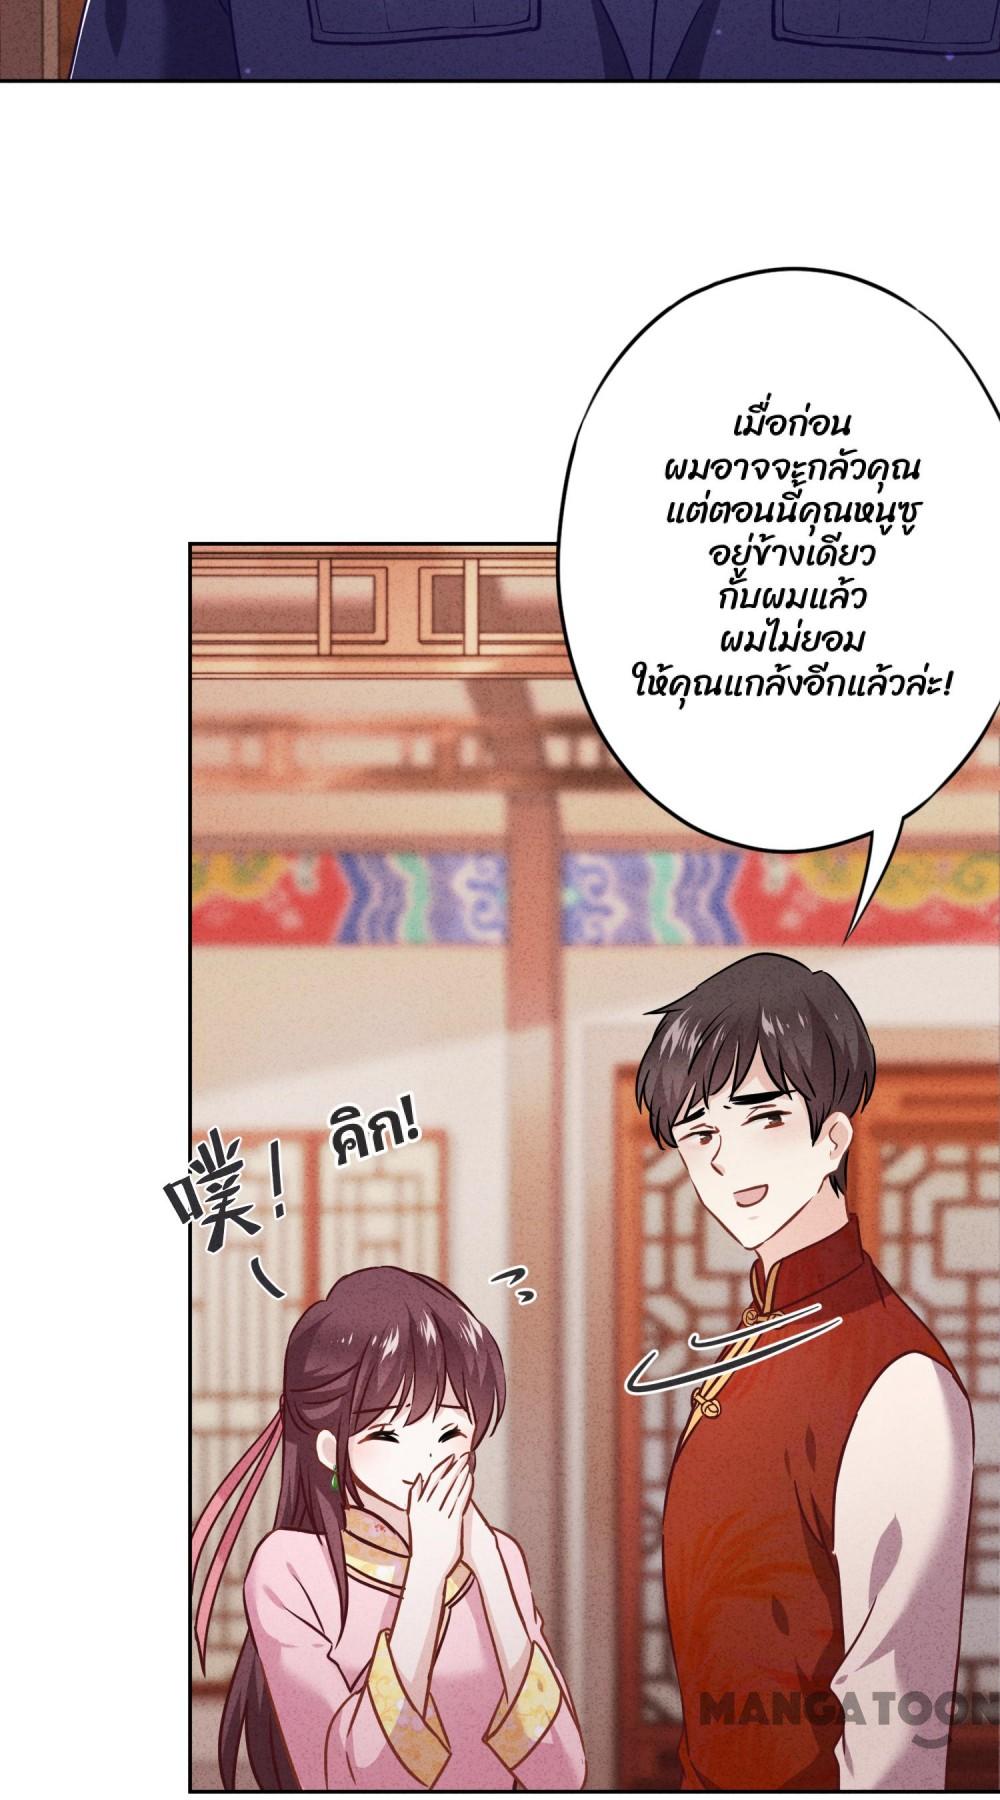 เมื่อก่อน
ผมอาจจะกลัวคุณ
แต่ตอนนี้คุณหนูซู
อยู่ข้างเดียว
กับผมแล้ว
ผมไม่ยอม
ให้คุณแกล้งอีกแล้วล่ะ!
คิก!
噗！
MANGATOON